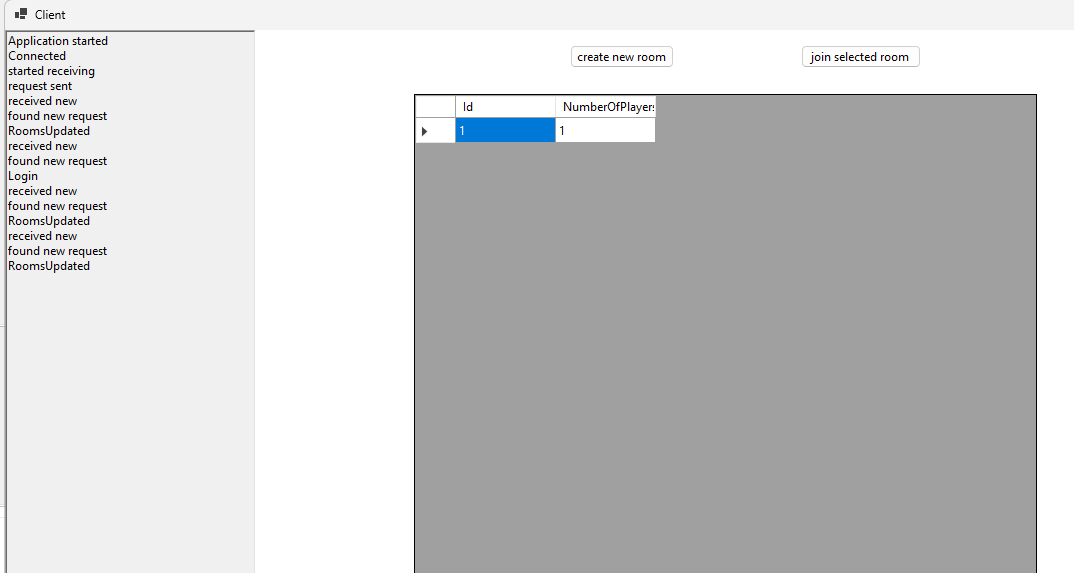 Client
Application started
Connected
started receiving
request sent
received new
found new request
RoomsUpdated
received new
found new request
Login
received new
found new request
RoomsUpdated
received new
found new request
RoomsUpdated
create new room
join selected room
Id NumberOfPlayers
1 1